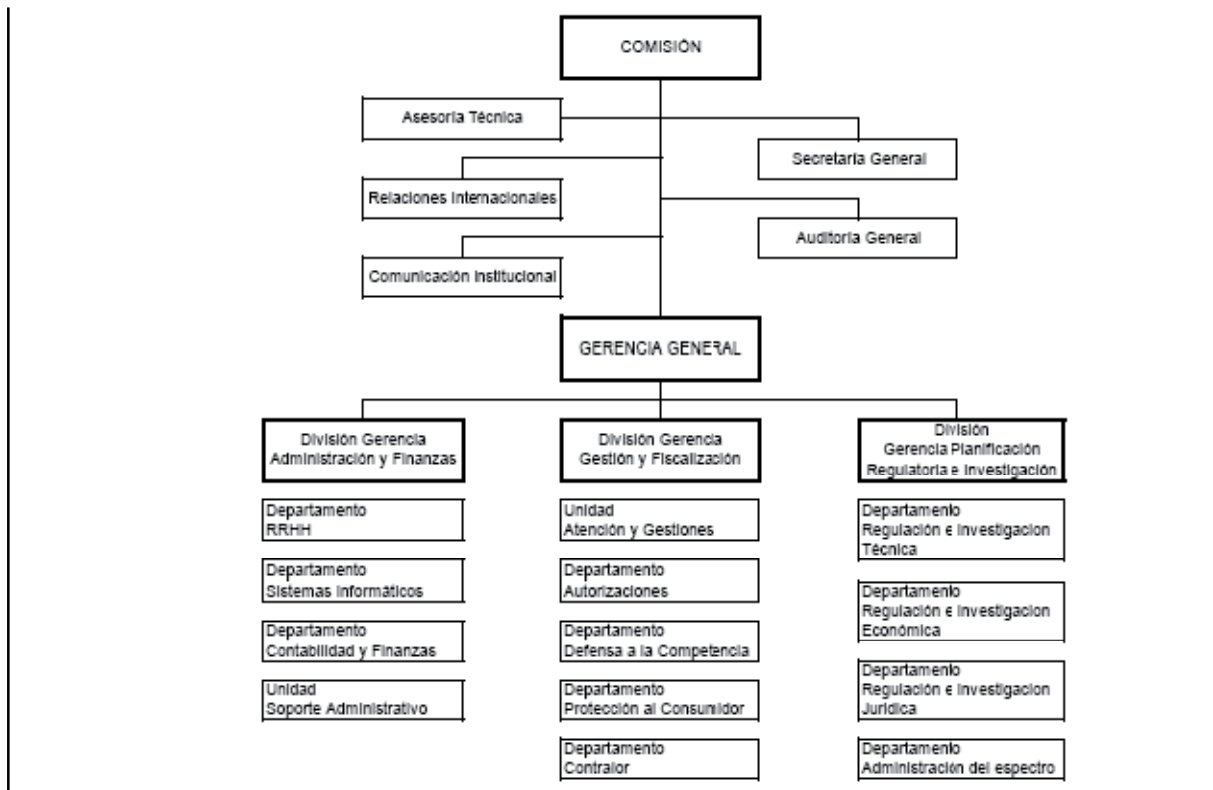 COMISIÓN
Asesoría Técnica
Secretaría General
Relaciones Internacionales
Auditoría General
Comunicación Institucional
GERENCIA GENERAL
División Gerencia
Administración y Finanzas
División Gerencia
Gestión y Fiscalización
División
Gerencia Planificación
Regulatoria e Investigación
Departamento
RRHH
Departamento
Sistemas Informáticos
Departamento
Contabilidad y Finanzas
Unidad
Soporte Administrativo
Unidad
Atención y Gestiones
Departamento
Autorizaciones
Departamento
Defensa a la Competencia
Departamento
Protección al Consumidor
Departamento
Contralor
Departamento
Regulación e Investigacion
Técnica
Departamento
Regulación e Investigacion
Económica
Departamento
Regulación e Investigacion
Jurídica
Departamento
Administración del espectro